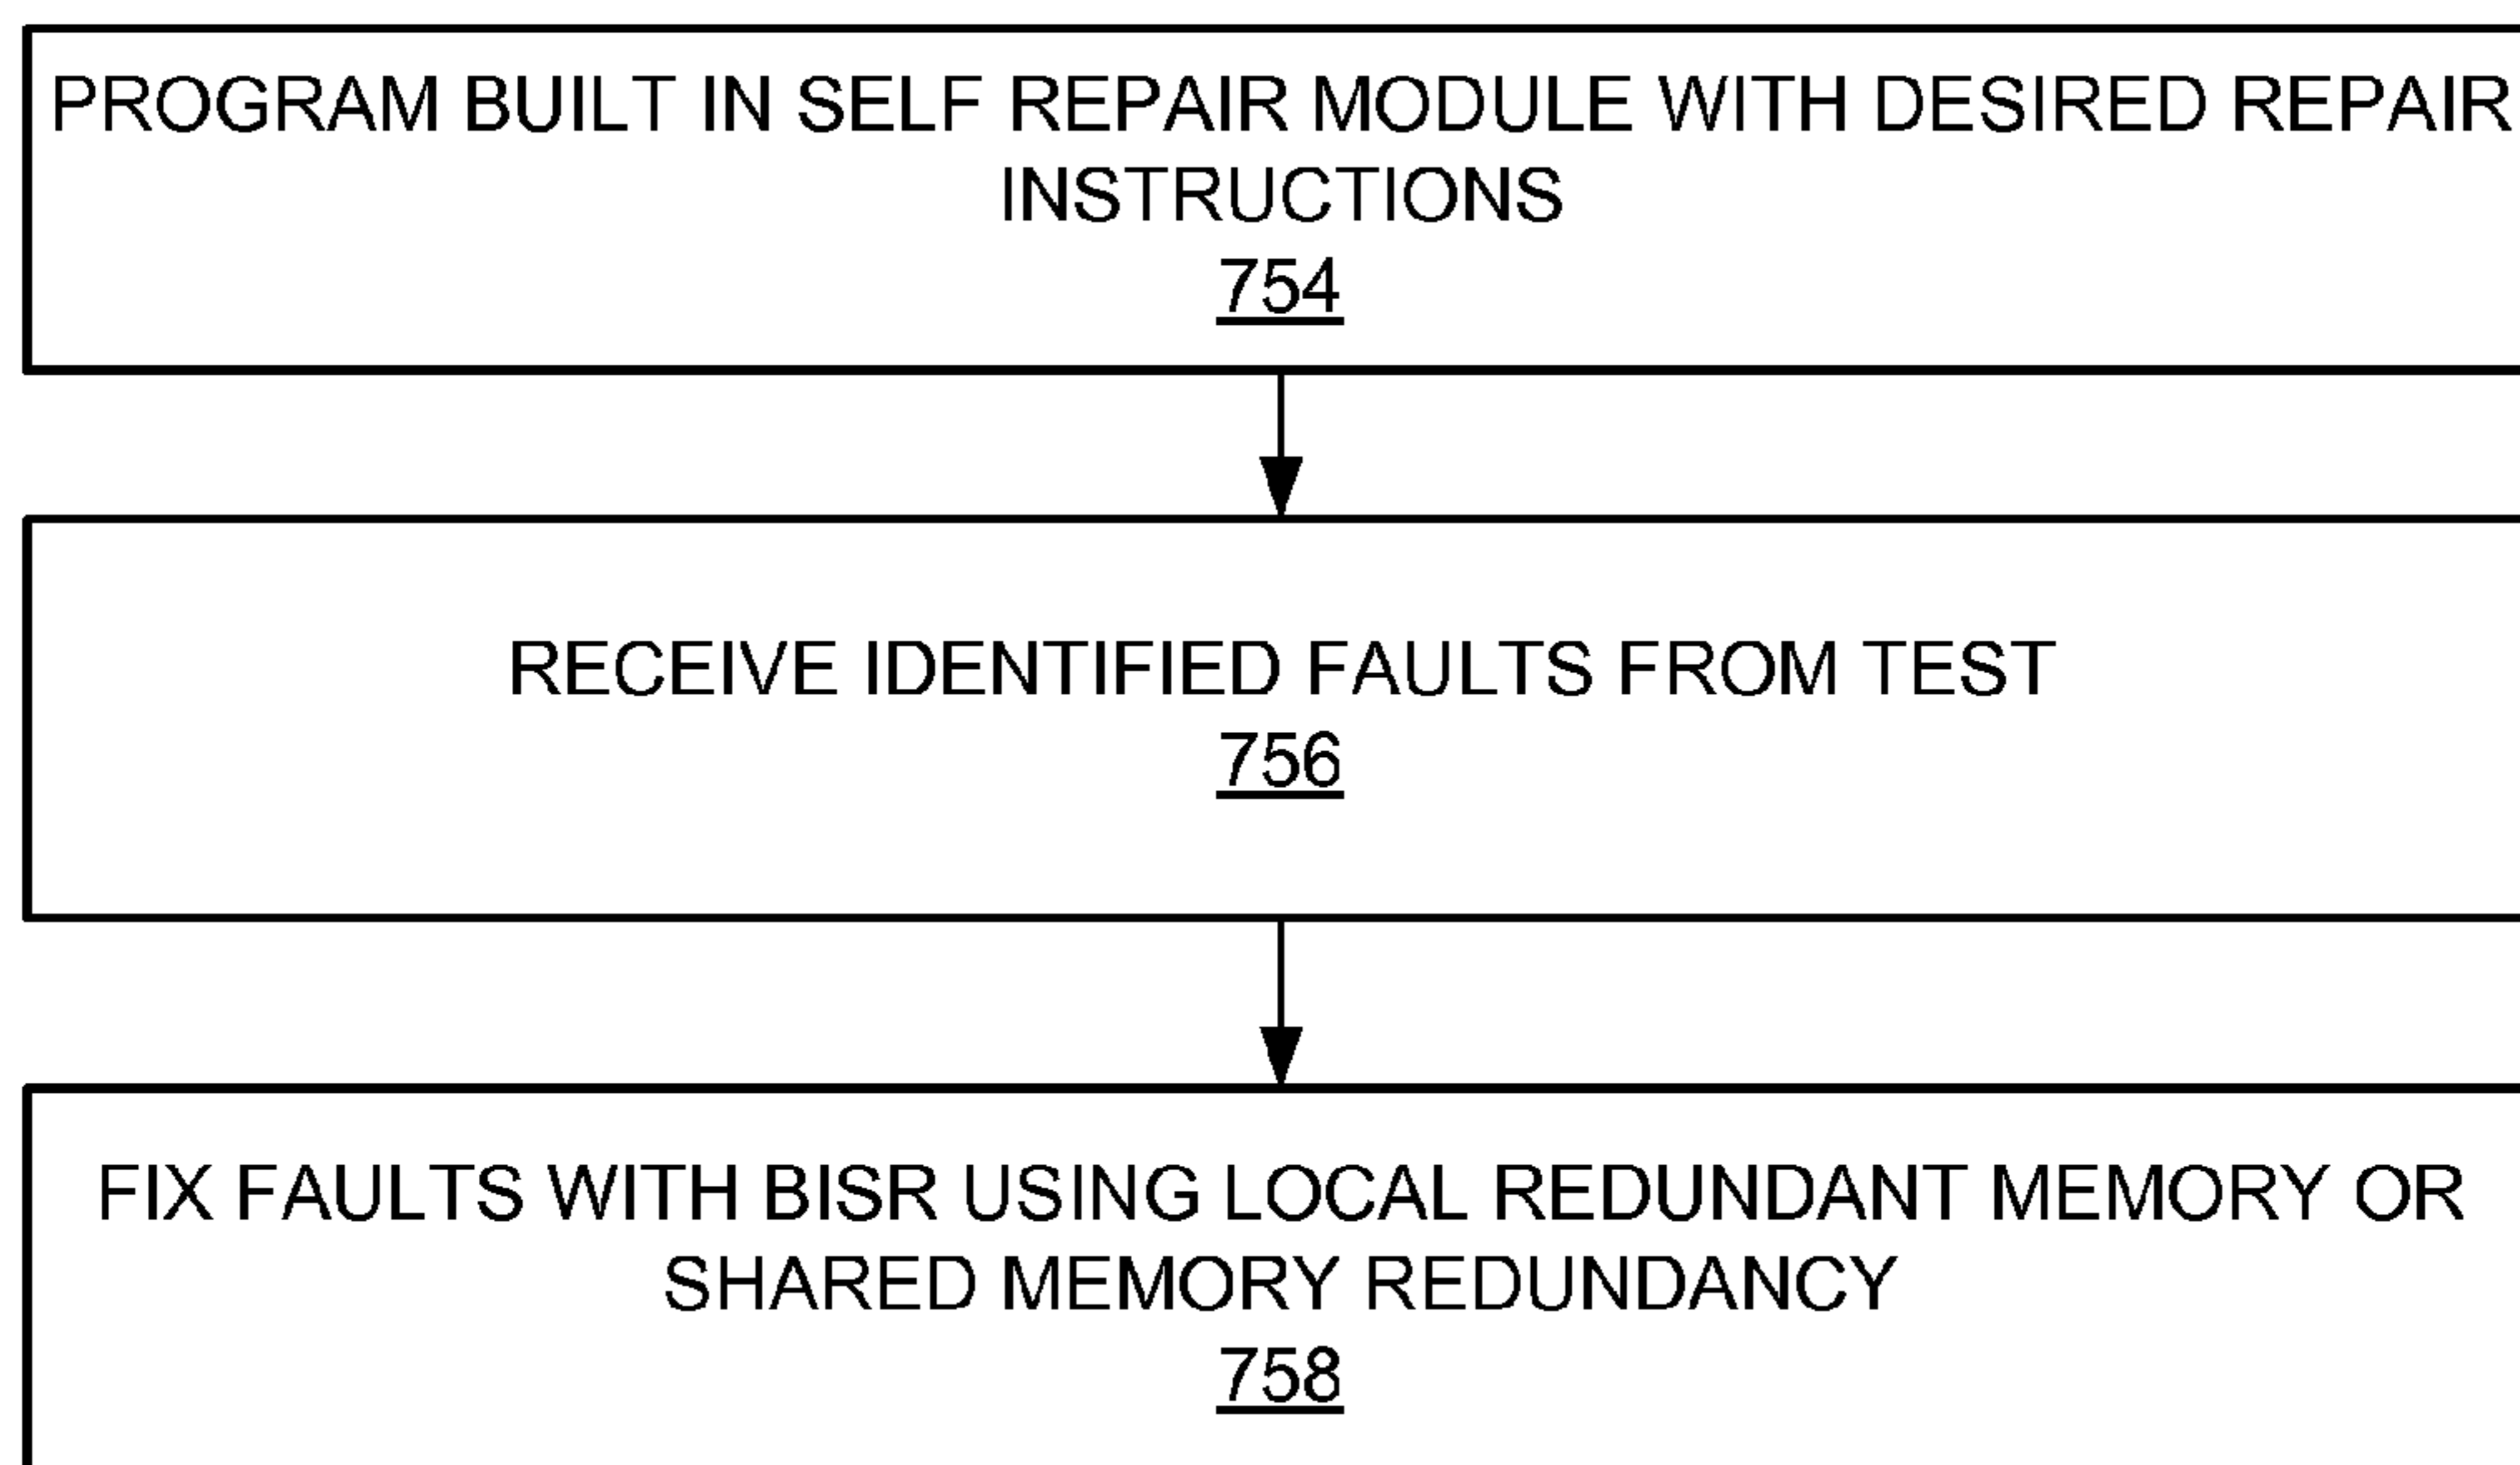 PROGRAM BUILT IN SELF REPAIR MODULE WITH DESIRED REPAIR
INSTRUCTIONS
754
RECEIVE IDENTIFIED FAULTS FROM TEST
756
FIX FAULTS WITH BISR USING LOCAL REDUNDANT MEMORY OR
SHARED MEMORY REDUNDANCY
758